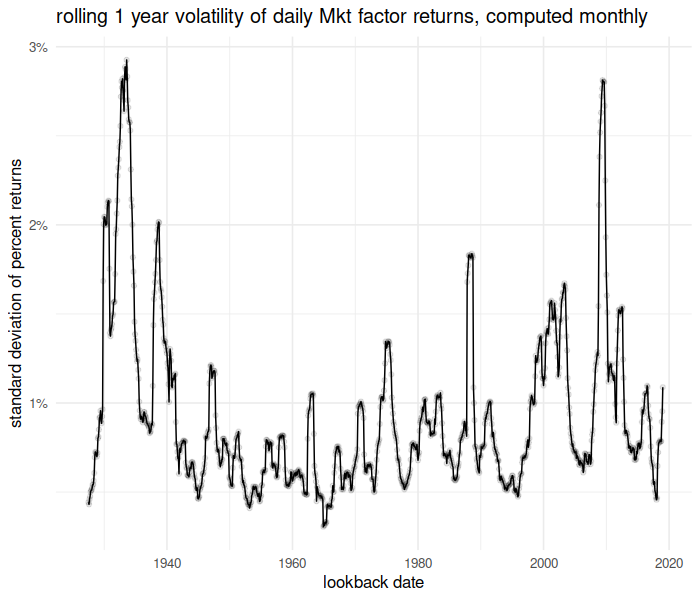 rolling 1 year volatility of daily Mkt factor returns, computed monthly
standard deviation of percent returns
3%
2%
1%
1940 1960 1980 2000 2020
lookback date